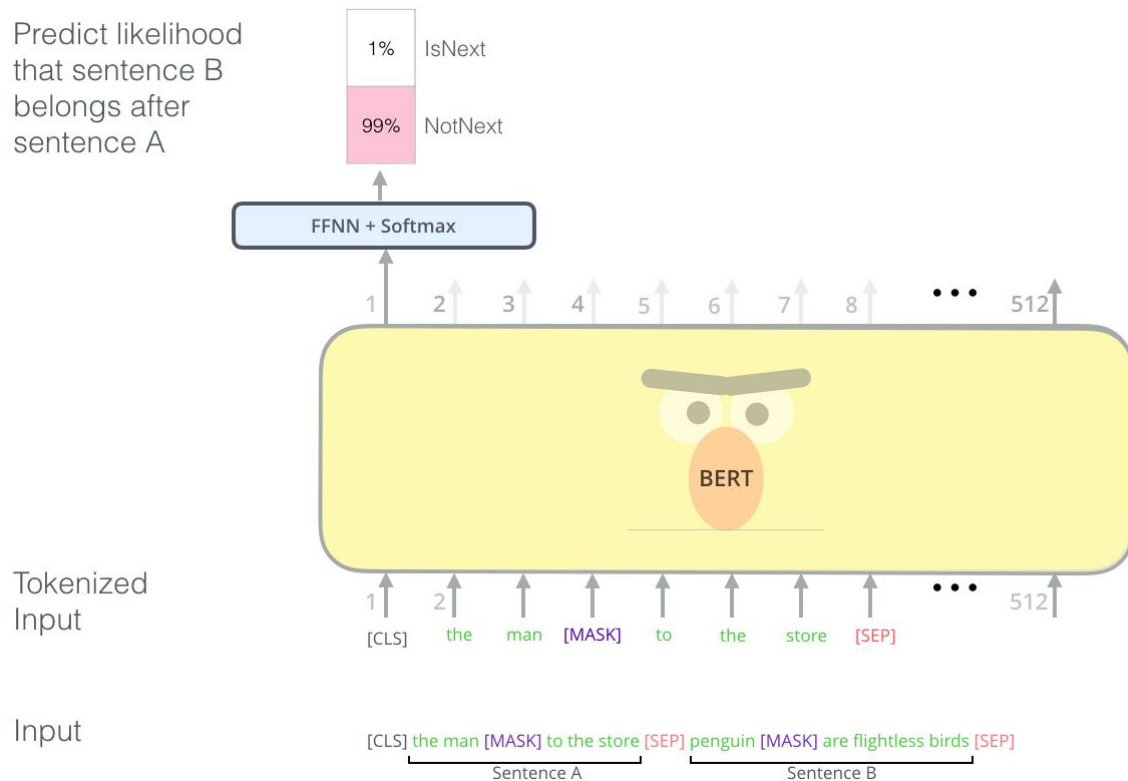 Predict likelihood
that sentence B
belongs after
sentence A
1% IsNext
99% NotNext
FFNN + Softmax
1 2 3 4 5 6 7 8 ••• 512
BERT
Tokenized
Input
1 2 ••• 512
[CLS] the man [MASK] to the store [SEP]
Input
[CLS] the man [MASK] to the store [SEP] penguin [MASK] are flightless birds [SEP]
Sentence A Sentence B